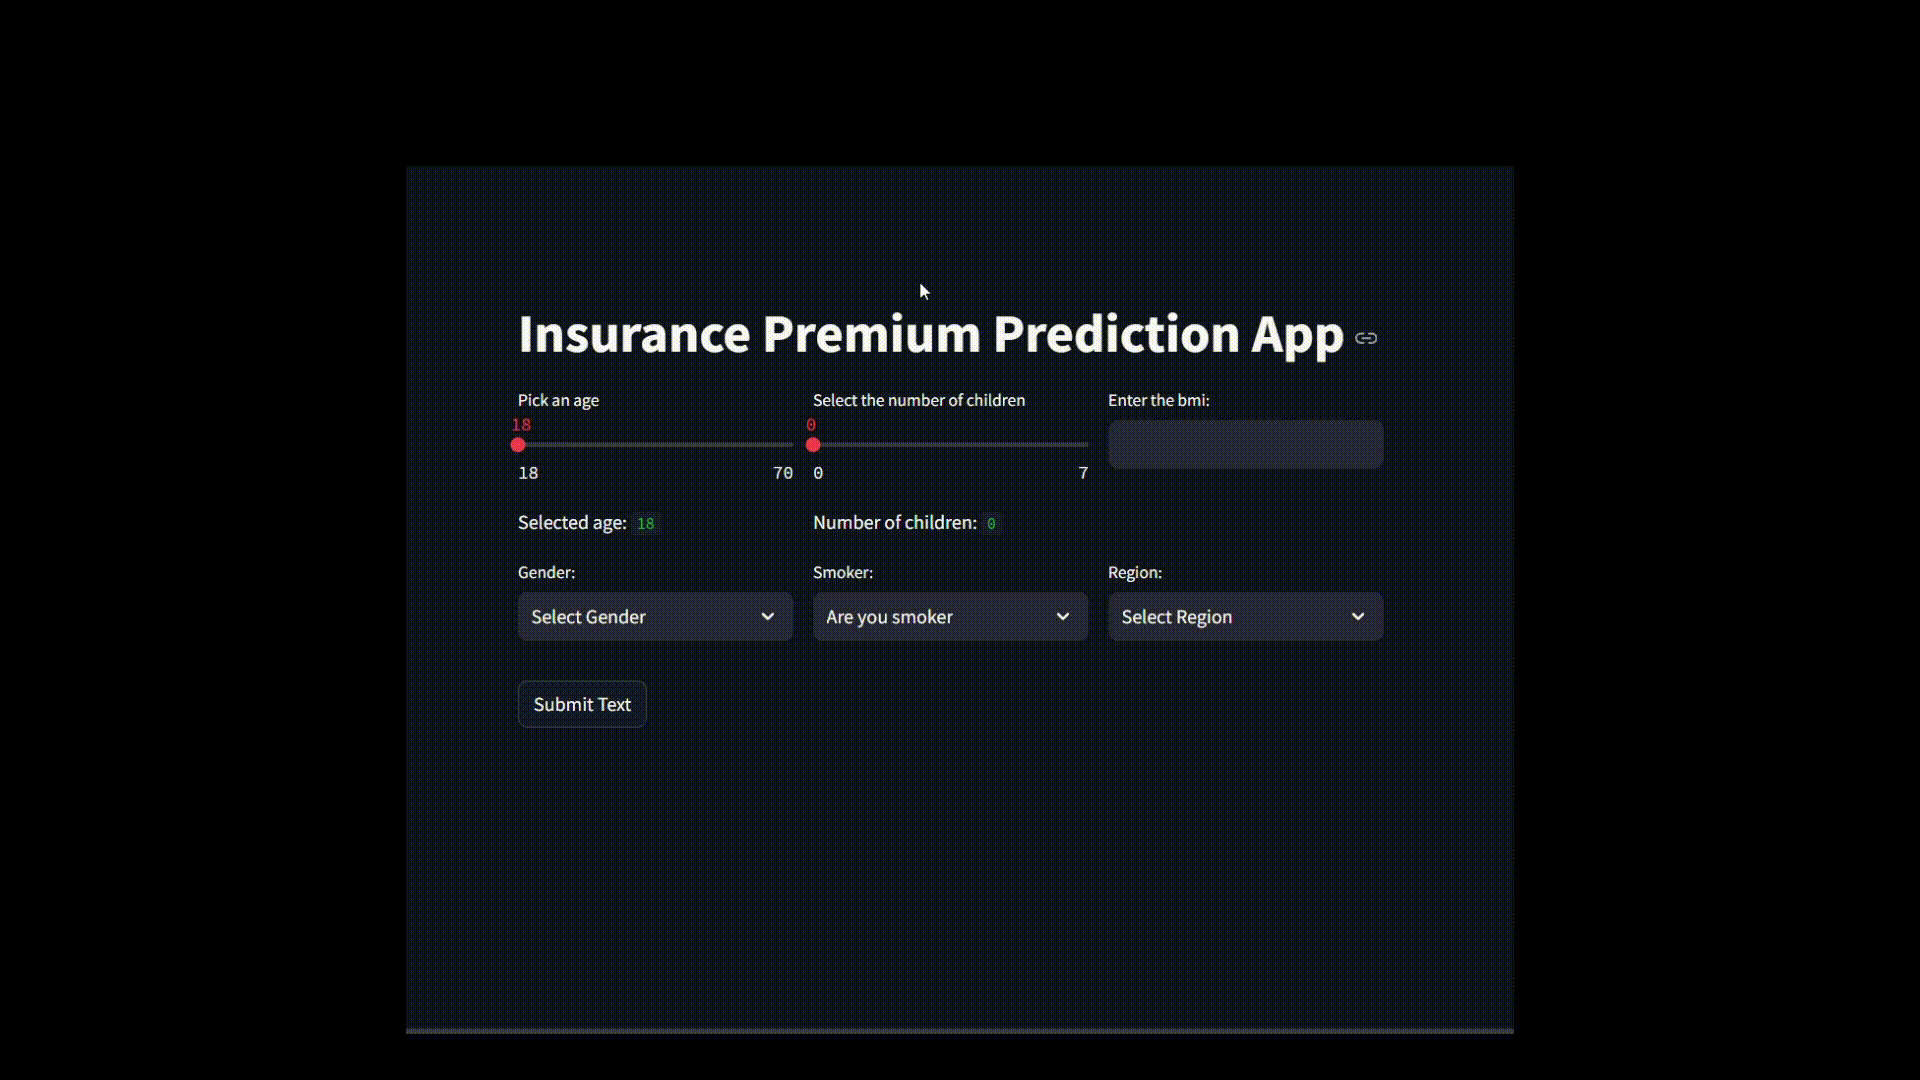 Insurance Premium Prediction App
Pick an age
Select the number of children
Enter the bmi:
18
0
18
70
0
7
Selected age: 18
Number of children: 0
Gender:
Smoker:
Region:
Select Gender
Are you smoker
Select Region
Submit Text